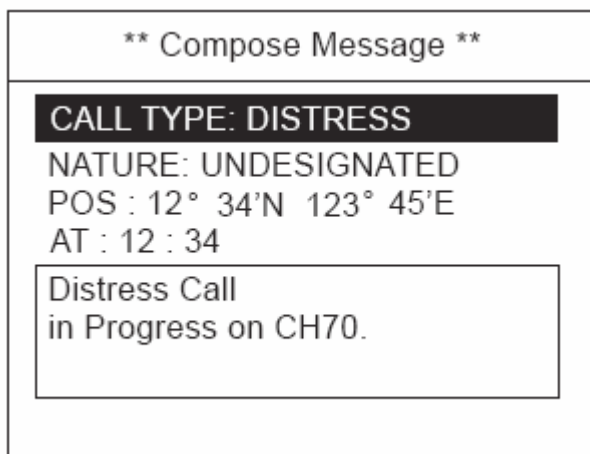 ** Compose Message **
CALL TYPE: DISTRESS
NATURE: UNDESIGNATED
POS : 12° 34’N 123° 45’E
AT : 12 : 34
Distress Call
in Progress on CH70.